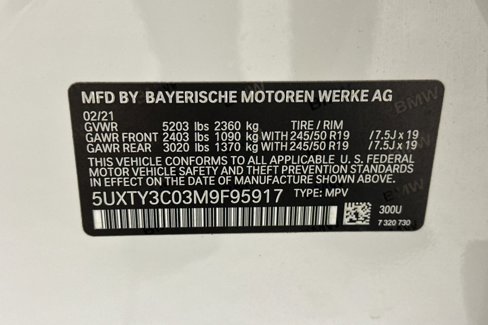 MFD BY BAYERISCHE MOTOREN WERKE AG
02/21
GVWR 5203 lbs 2360 kg TIRE / RIM
GAWR FRONT 2403 lbs 1090 kg WITH 245/50 R19 / 7.5J x 19
GAWR REAR 3020 lbs 1370 kg WITH 245/50 R19 / 7.5J x 19
THIS VEHICLE CONFORMS TO ALL APPLICABLE U. S. FEDERAL
MOTOR VEHICLE SAFETY AND THEFT PREVENTION STANDARDS
IN EFFECT ON THE DATE OF MANUFACTURE SHOWN ABOVE.
5UXTY3C03M9F95917 TYPE: MPV
300U
7 320 730
BMW